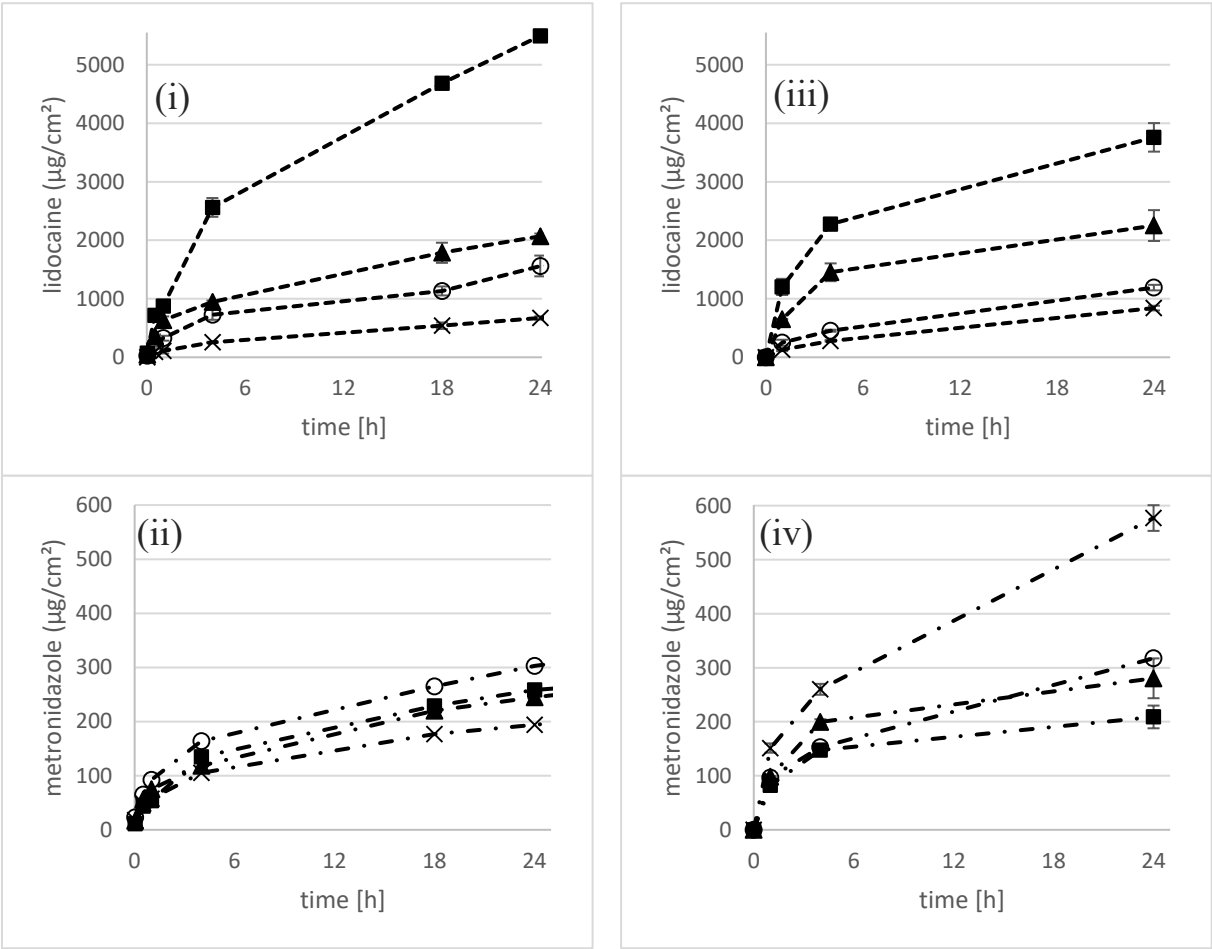 (i)
lidocaine (µg/cm²)
5000
4000
3000
2000
1000
0
0 6 12 18 24
time [h]
(iii)
lidocaine (µg/cm²)
5000
4000
3000
2000
1000
0
0 6 12 18 24
time [h]
(ii)
metronidazole (µg/cm²)
600
500
400
300
200
100
0
0 6 12 18 24
time [h]
(iv)
metronidazole (µg/cm²)
600
500
400
300
200
100
0
0 6 12 18 24
time [h]